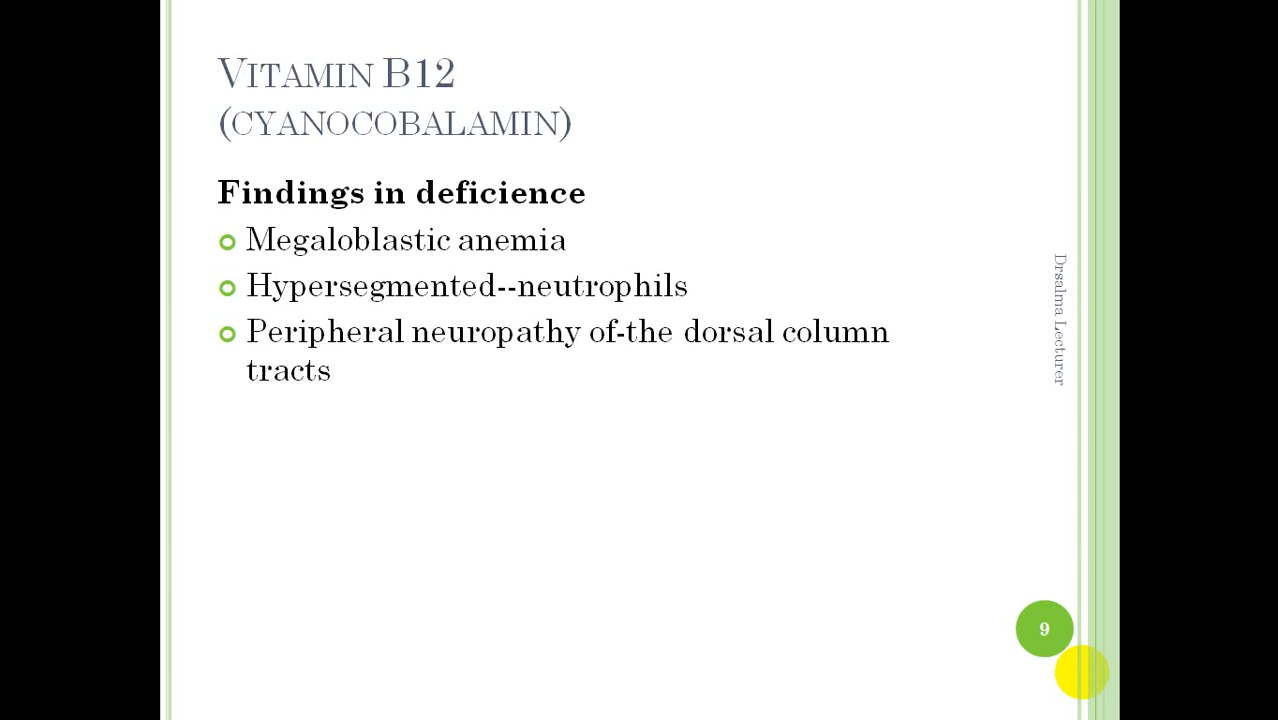 VITAMIN B12
(CYANOCOBALAMIN)
Findings in deficience
Megaloblastic anemia
Hypersegmented--neutrophils
Peripheral neuropathy of-the dorsal column
tracts
Drsalma Lecturer
9